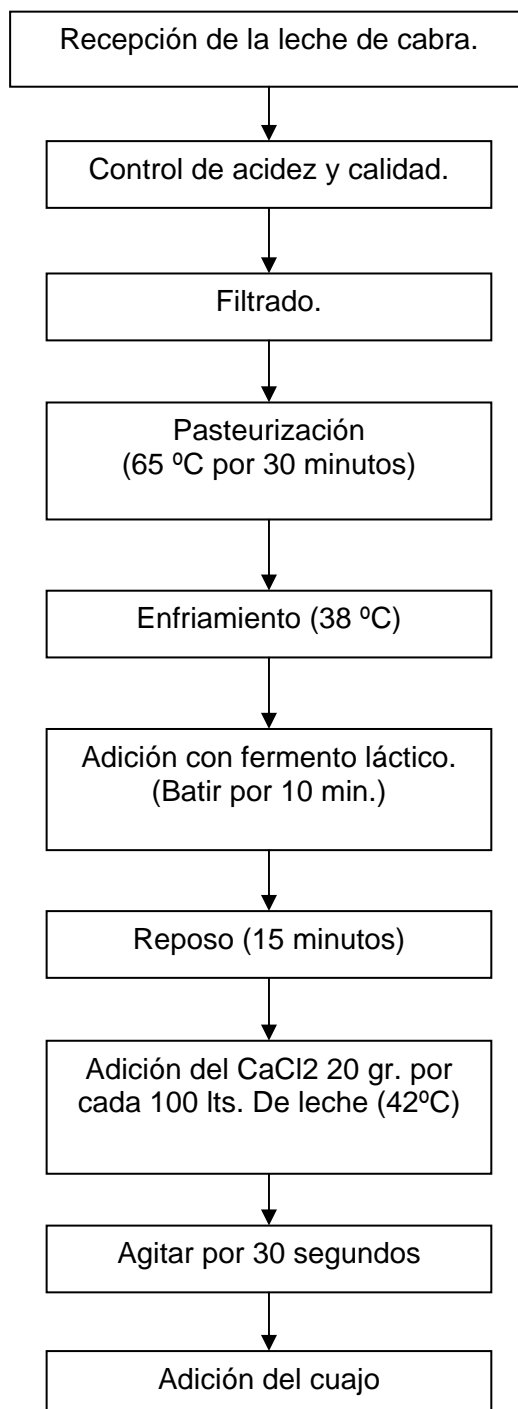 Recepción de la leche de cabra.
Control de acidez y calidad.
Filtrado.
Pasteurización
(65 ºC por 30 minutos)
Enfriamiento (38 ºC)
Adición con fermento láctico.
(Batir por 10 min.)
Reposo (15 minutos)
Adición del CaCl2 20 gr. por
cada 100 lts. De leche (42ºC)
Agitar por 30 segundos
Adición del cuajo